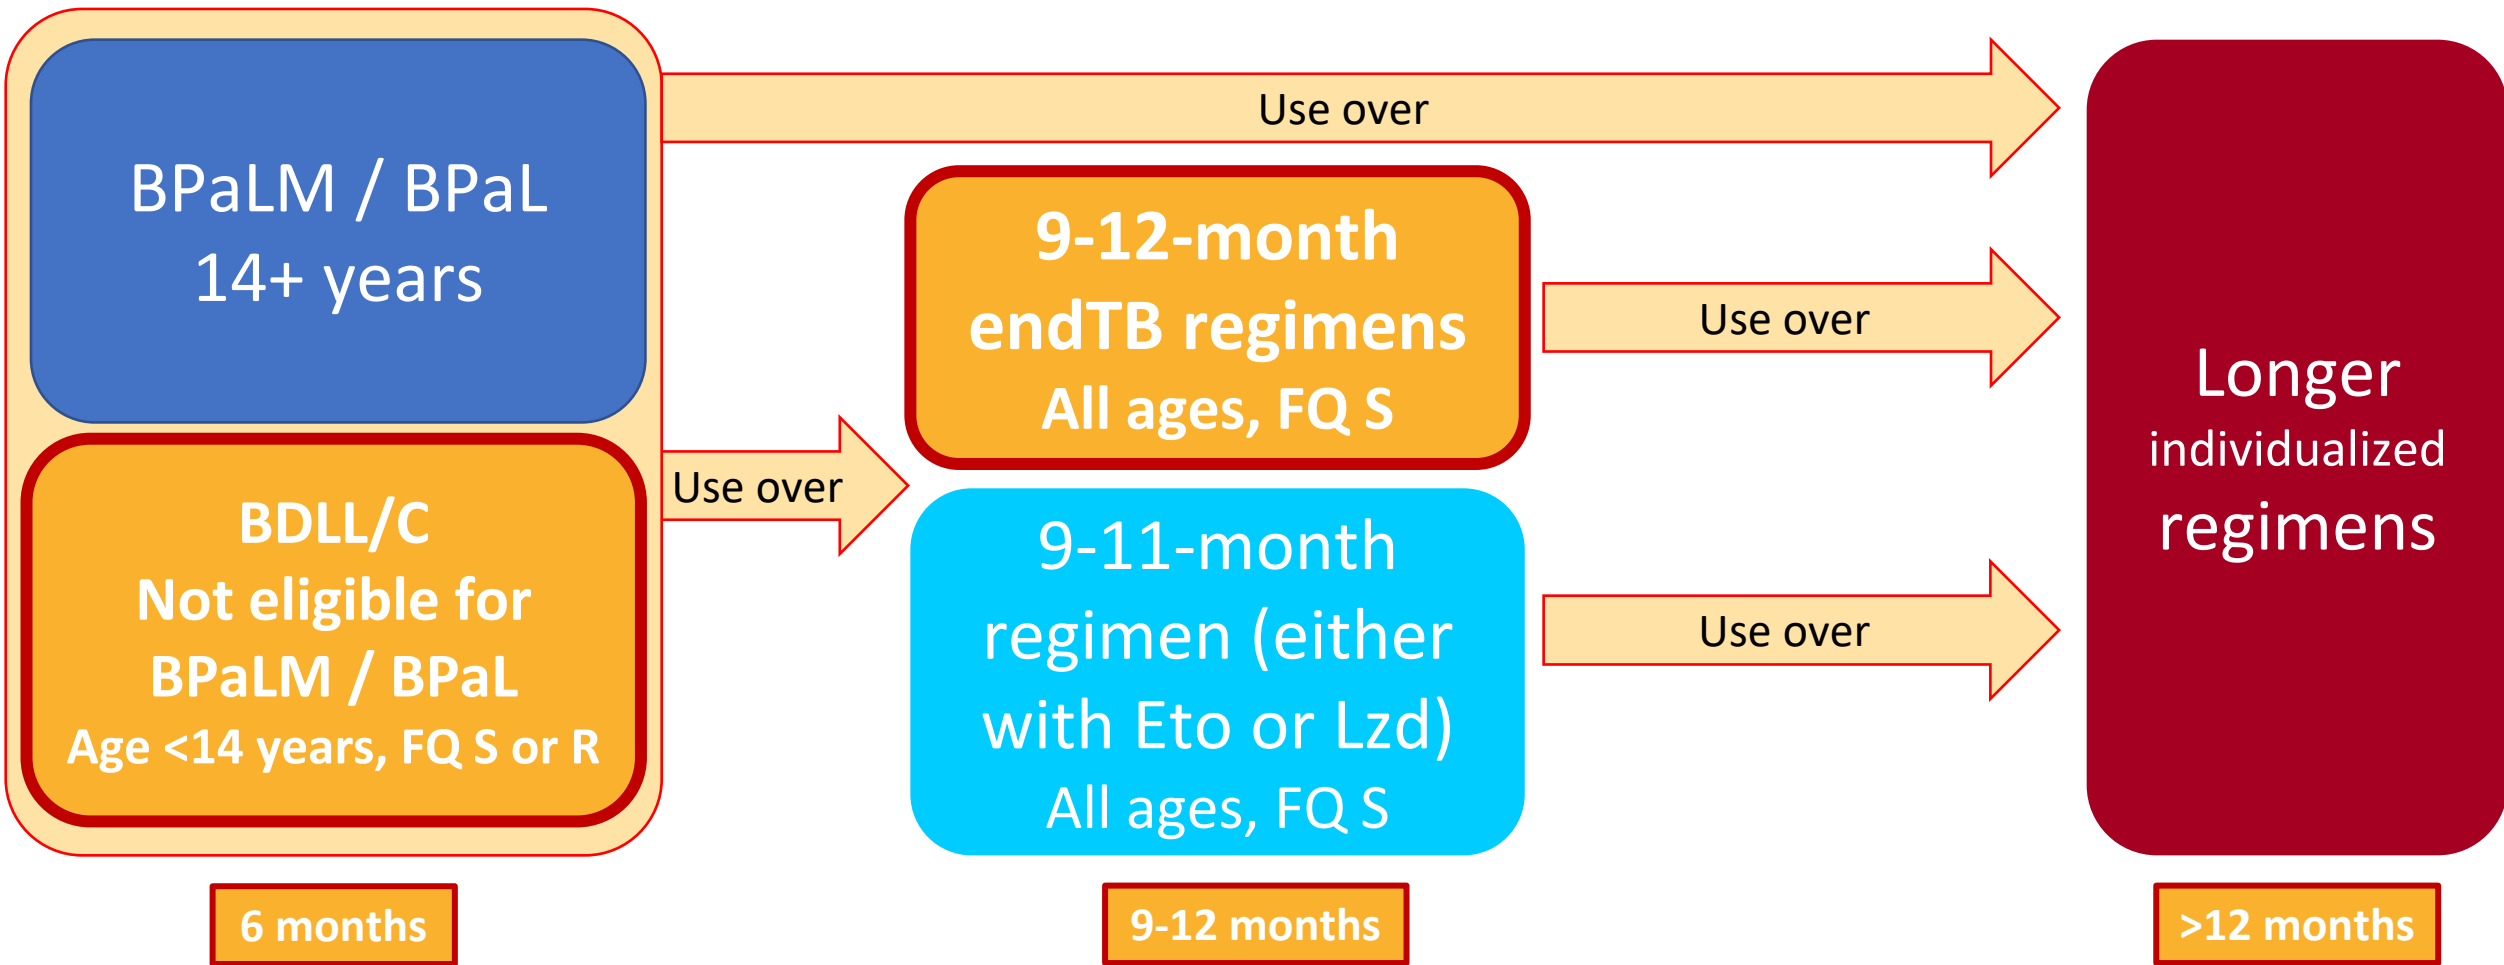 BPaLM / BPaL
14+ years
BDLL/C
Not eligible for
BPaLM / BPaL
Age <14 years, FQ S or R
6 months
Use over
Use over
9-12-month
endTB regimens
All ages, FQ S
9-11-month
regimen (either
with Eto or Lzd)
All ages, FQ S
9-12 months
Use over
Use over
Longer
individualized
regimens
>12 months